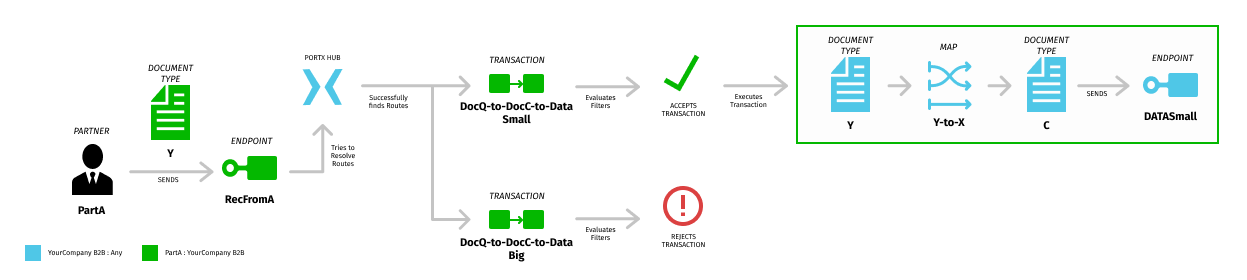 PARTNER
PartA
DOCUMENT
TYPE
Y
SENDS
ENDPOINT
RecFromA
PORTX HUB
Tries to
Resolve
Routes
Successfully
finds Routes
TRANSACTION
DocQ-to-DocC-to-Data
Small
Evaluates
Filters
ACCEPTS
TRANSACTION
Executes
Transaction
DOCUMENT
TYPE
Y
MAP
Y-to-X
DOCUMENT
TYPE
C
SENDS
ENDPOINT
DATASmall
TRANSACTION
DocQ-to-DocC-to-Data
Big
Evaluates
Filters
REJECTS
TRANSACTION
YourCompany B2B : Any
PartA : YourCompany B2B